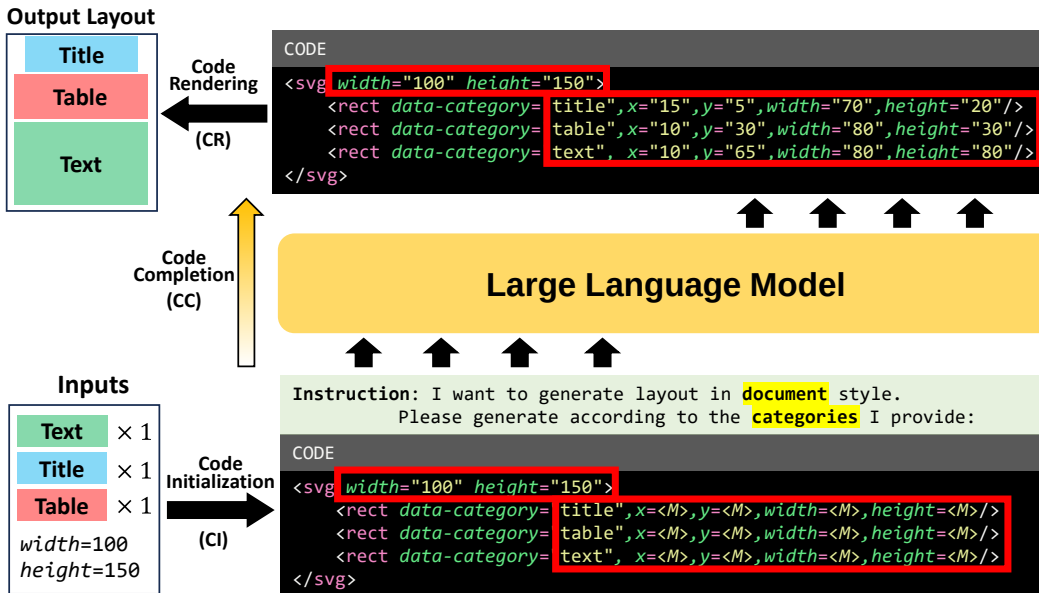 Output Layout
Title
Table
Text
Code
Rendering
(CR)
CODE
<svg width="100" height="150">
<rect data-category= title",x="15",y="5",width="70",height="20"/>
<rect data-category= table",x="10",y="30",width="80",height="30"/>
<rect data-category= text", x="10",y="65",width="80",height="80"/>
</svg>
Code
Completion
(CC)
Large Language Model
Inputs
Text × 1
Title × 1
Table × 1
width=100
height=150
Code
Initialization
(CI)
Instruction: I want to generate layout in document style.
Please generate according to the categories I provide:
CODE
<svg width="100" height="150">
<rect data-category= title",x=<M>,y=<M>,width=<M>,height=<M>/>
<rect data-category= table",x=<M>,y=<M>,width=<M>,height=<M>/>
<rect data-category= text", x=<M>,y=<M>,width=<M>,height=<M>/>
</svg>